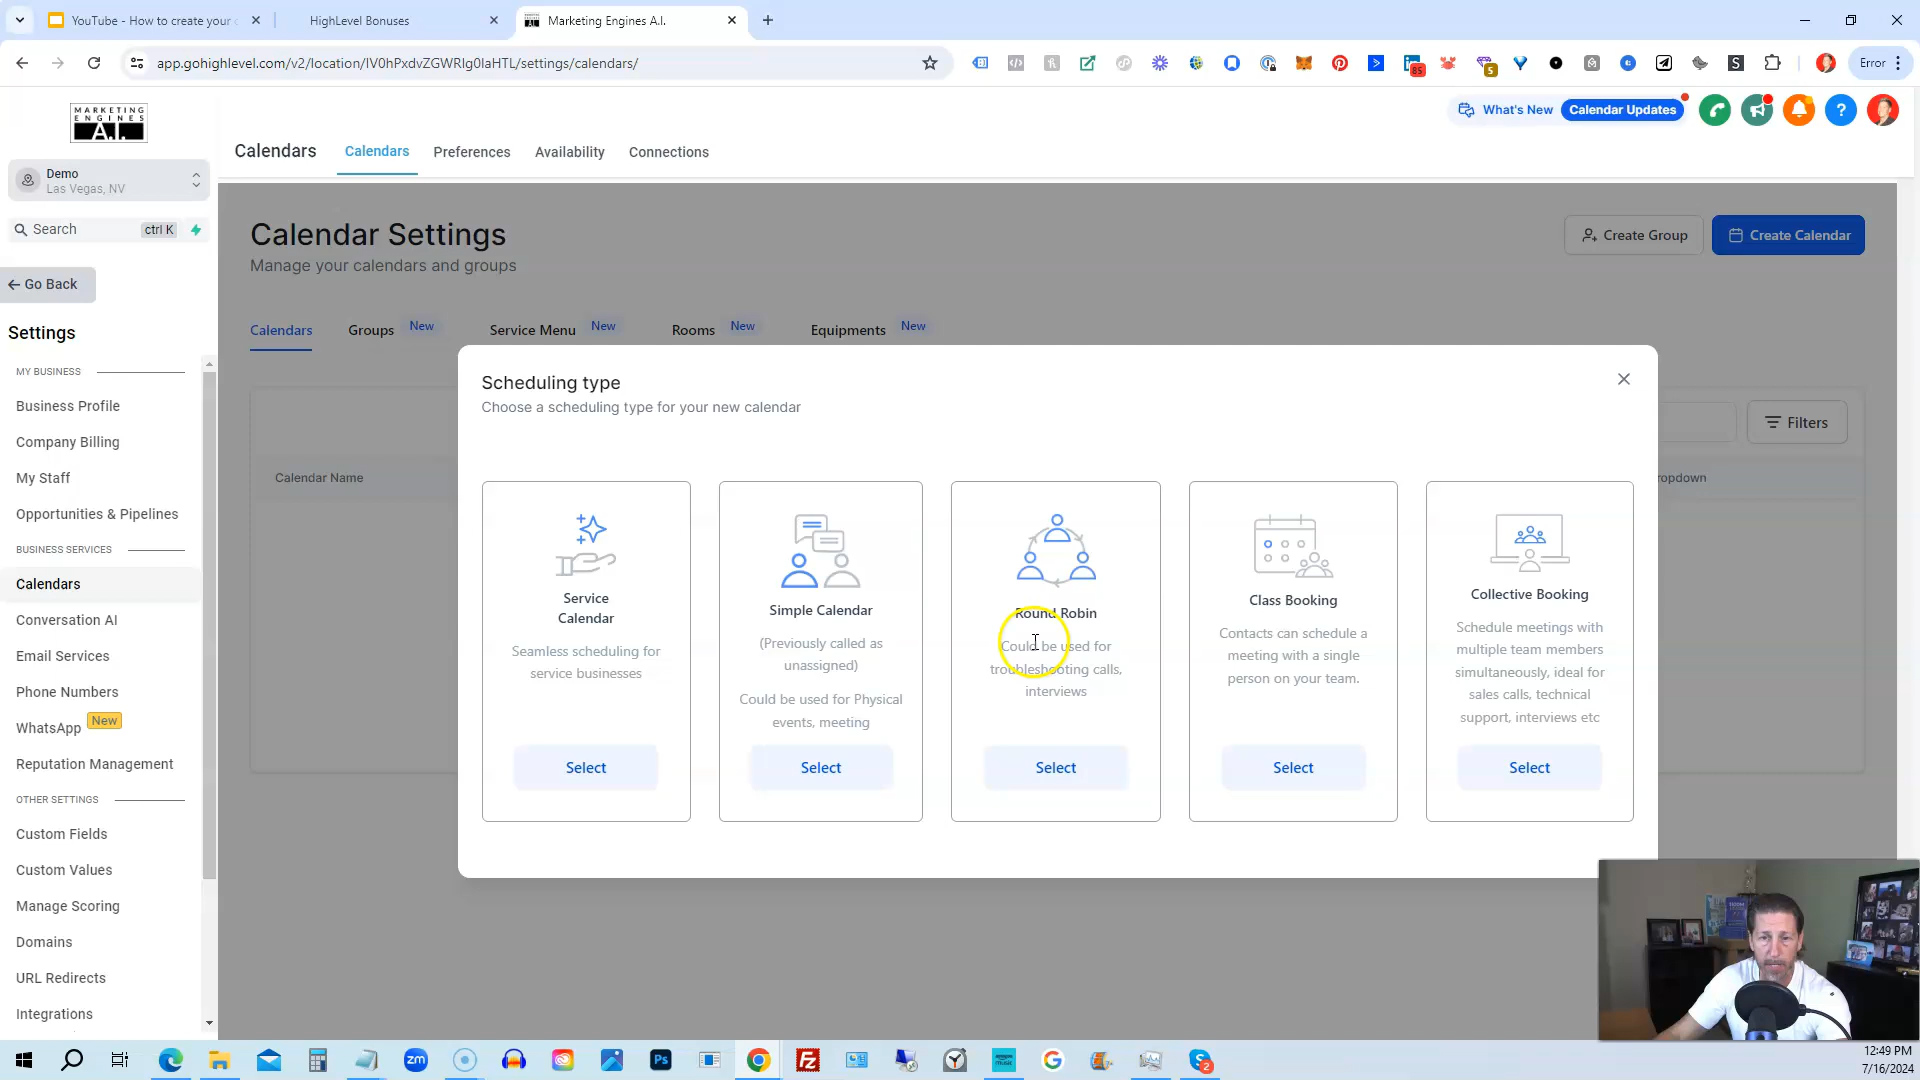 YouTube - How to create your c
HighLevel Bonuses
Marketing Engines A.I.
app.gohighlevel.com/v2/location/IV0hPxdvZGWRlg0laHTL/settings/calendars/
85
5
Error
MARKETING
ENGINES
A.I.
What's New
Calendar Updates
?
Calendars
Calendars
Preferences
Availability
Connections
Demo
Las Vegas, NV
Search
ctrl K
Go Back
Settings
MY BUSINESS
Business Profile
Company Billing
My Staff
Opportunities & Pipelines
BUSINESS SERVICES
Calendars
Conversation AI
Email Services
Phone Numbers
WhatsApp New
Reputation Management
OTHER SETTINGS
Custom Fields
Custom Values
Manage Scoring
Domains
URL Redirects
Integrations
Calendar Settings
Manage your calendars and groups
Create Group
Create Calendar
Calendars
Groups New
Service Menu New
Rooms New
Equipments New
Filters
Calendar Name
ropdown
Scheduling type
Choose a scheduling type for your new calendar
Service
Calendar
Seamless scheduling for
service businesses
Select
Simple Calendar
(Previously called as
unassigned)
Could be used for Physical
events, meeting
Select
Round Robin
Could be used for
troubleshooting calls,
interviews
Select
Class Booking
Contacts can schedule a
meeting with a single
person on your team.
Select
Collective Booking
Schedule meetings with
multiple team members
simultaneously, ideal for
sales calls, technical
support, interviews etc
Select
zm
Ps
Fz
amazon
music
G
2
12:49 PM
7/16/2024